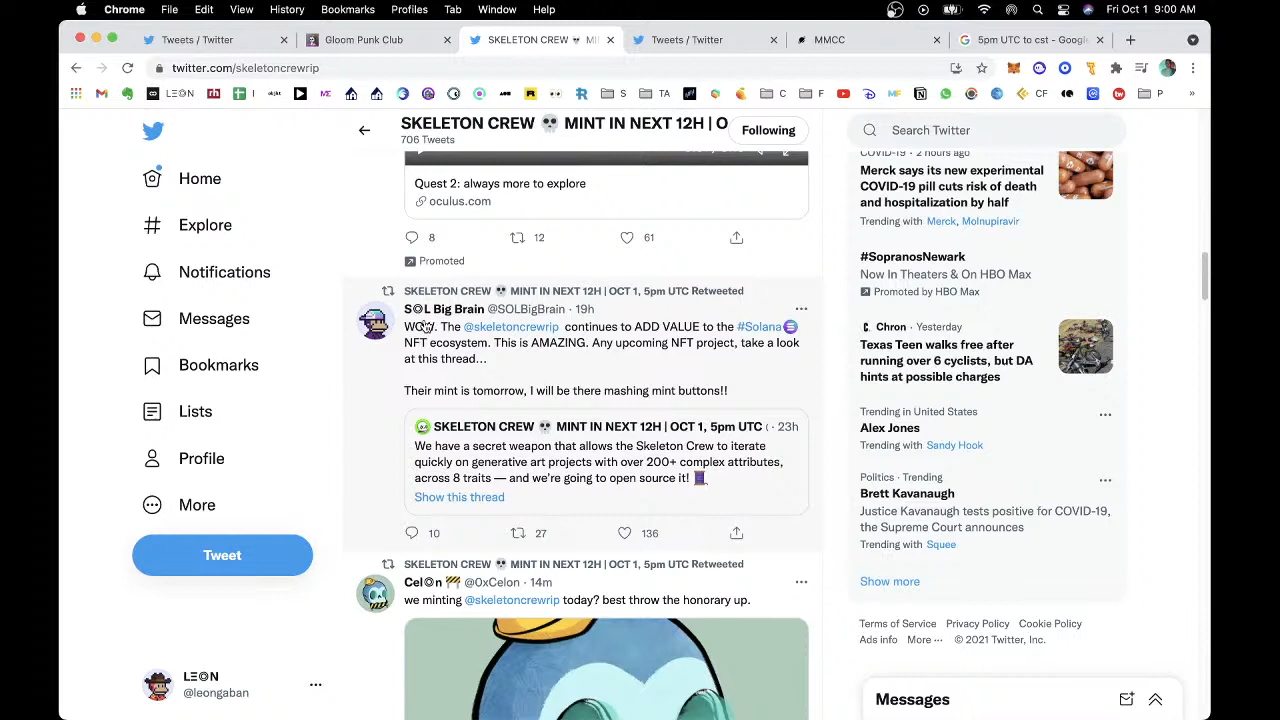 Chrome File Edit View History Bookmarks Profiles Tab Window Help Fri Oct 1 9:00 AM
Tweets / Twitter Gloom Punk Club SKELETON CREW MI Tweets / Twitter MMCC 5pm UTC to cst - Google
twitter.com/skeletoncrewrip
LΞ◎N S TA C F CF P »
SKELETON CREW 💀 MINT IN NEXT 12H | O
706 Tweets
Following
Search Twitter
Home
Explore
Notifications
Messages
Bookmarks
Lists
Profile
More
Tweet
LΞ◎N
@leongaban
Quest 2: always more to explore
oculus.com
8 12 61
Promoted
SKELETON CREW 💀 MINT IN NEXT 12H | OCT 1, 5pm UTC Retweeted
S◎L Big Brain @SOLBigBrain · 19h
WOW. The @skeletoncrewrip continues to ADD VALUE to the #Solana
NFT ecosystem. This is AMAZING. Any upcoming NFT project, take a look
at this thread…
Their mint is tomorrow, I will be there mashing mint buttons!!
SKELETON CREW 💀 MINT IN NEXT 12H | OCT 1, 5pm UTC ( · 23h
We have a secret weapon that allows the Skeleton Crew to iterate
quickly on generative art projects with over 200+ complex attributes,
across 8 traits — and we're going to open source it! 🧵
Show this thread
10 27 136
SKELETON CREW 💀 MINT IN NEXT 12H | OCT 1, 5pm UTC Retweeted
Cel◎n 🚧 @0xCelon · 14m
we minting @skeletoncrewrip today? best throw the honorary up.
COVID-19 · 2 hours ago
Merck says its new experimental
COVID-19 pill cuts risk of death
and hospitalization by half
Trending with Merck, Molnupiravir
#SopranosNewark
Now In Theaters & On HBO Max
Promoted by HBO Max
Chron · Yesterday
Texas Teen walks free after
running over 6 cyclists, but DA
hints at possible charges
Trending in United States
Alex Jones
Trending with Sandy Hook
Politics · Trending
Brett Kavanaugh
Justice Kavanaugh tests positive for COVID-19,
the Supreme Court announces
Trending with Squee
Show more
Terms of Service Privacy Policy Cookie Policy
Ads info More ··· © 2021 Twitter, Inc.
Messages